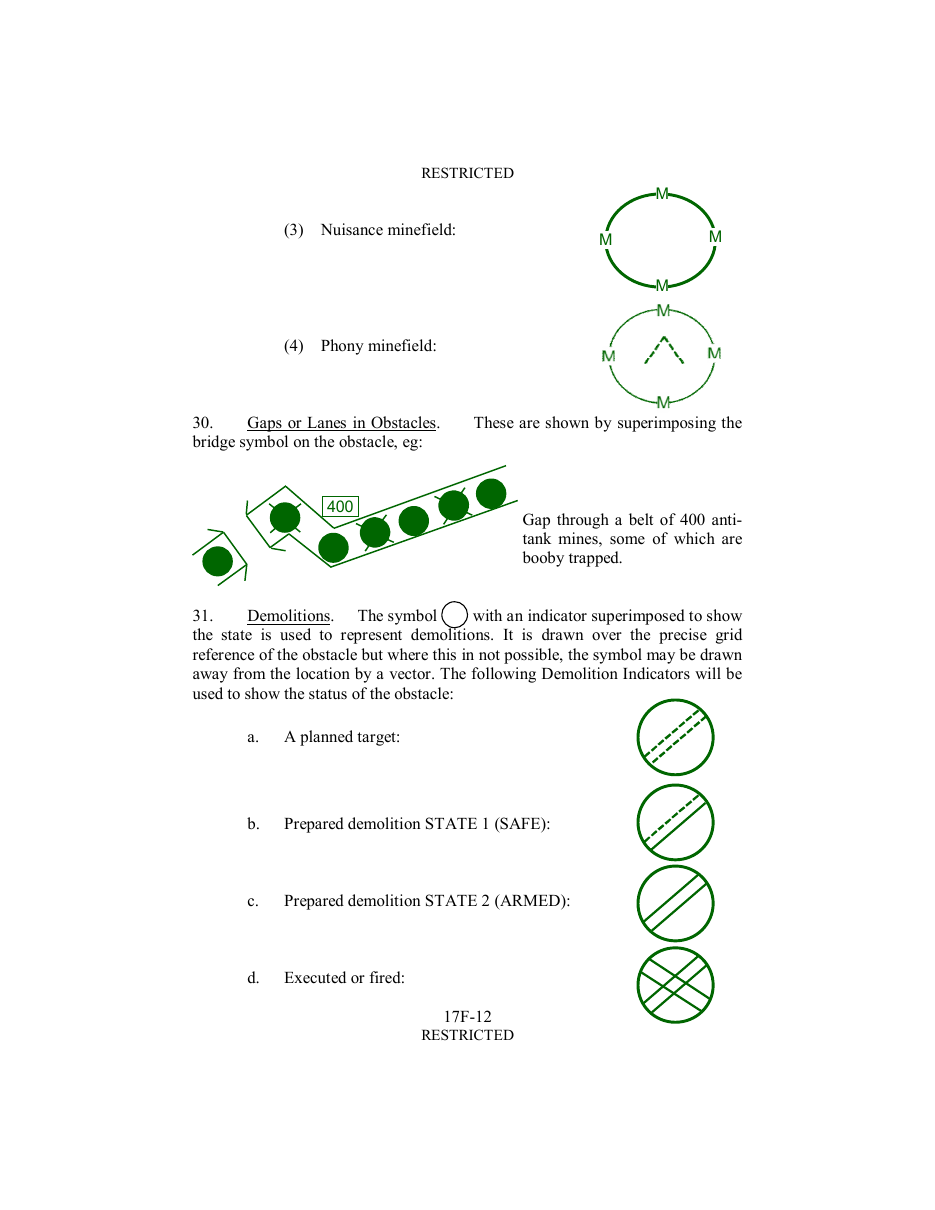 RESTRICTED
M
(3) Nuisance minefield:
M M
M
M
(4) Phony minefield:
M M
M
30. Gaps or Lanes in Obstacles. These are shown by superimposing the
bridge symbol on the obstacle, eg:
400
Gap through a belt of 400 anti-
tank mines, some of which are
booby trapped.
31. Demolitions. The symbol with an indicator superimposed to show
the state is used to represent demolitions. It is drawn over the precise grid
reference of the obstacle but where this in not possible, the symbol may be drawn
away from the location by a vector. The following Demolition Indicators will be
used to show the status of the obstacle:
a. A planned target:
b. Prepared demolition STATE 1 (SAFE):
c. Prepared demolition STATE 2 (ARMED):
d. Executed or fired:
17F-12
RESTRICTED